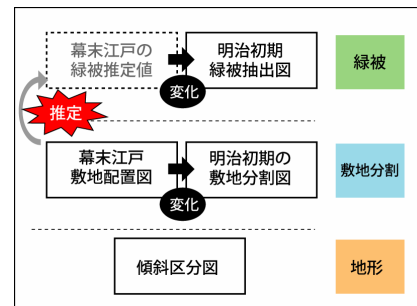 幕末江戸の
緑被推定値
明治初期
緑被抽出図
緑被
変化
推定
幕末江戸
敷地配置図
明治初期の
敷地分割図
敷地分割
変化
傾斜区分図
地形